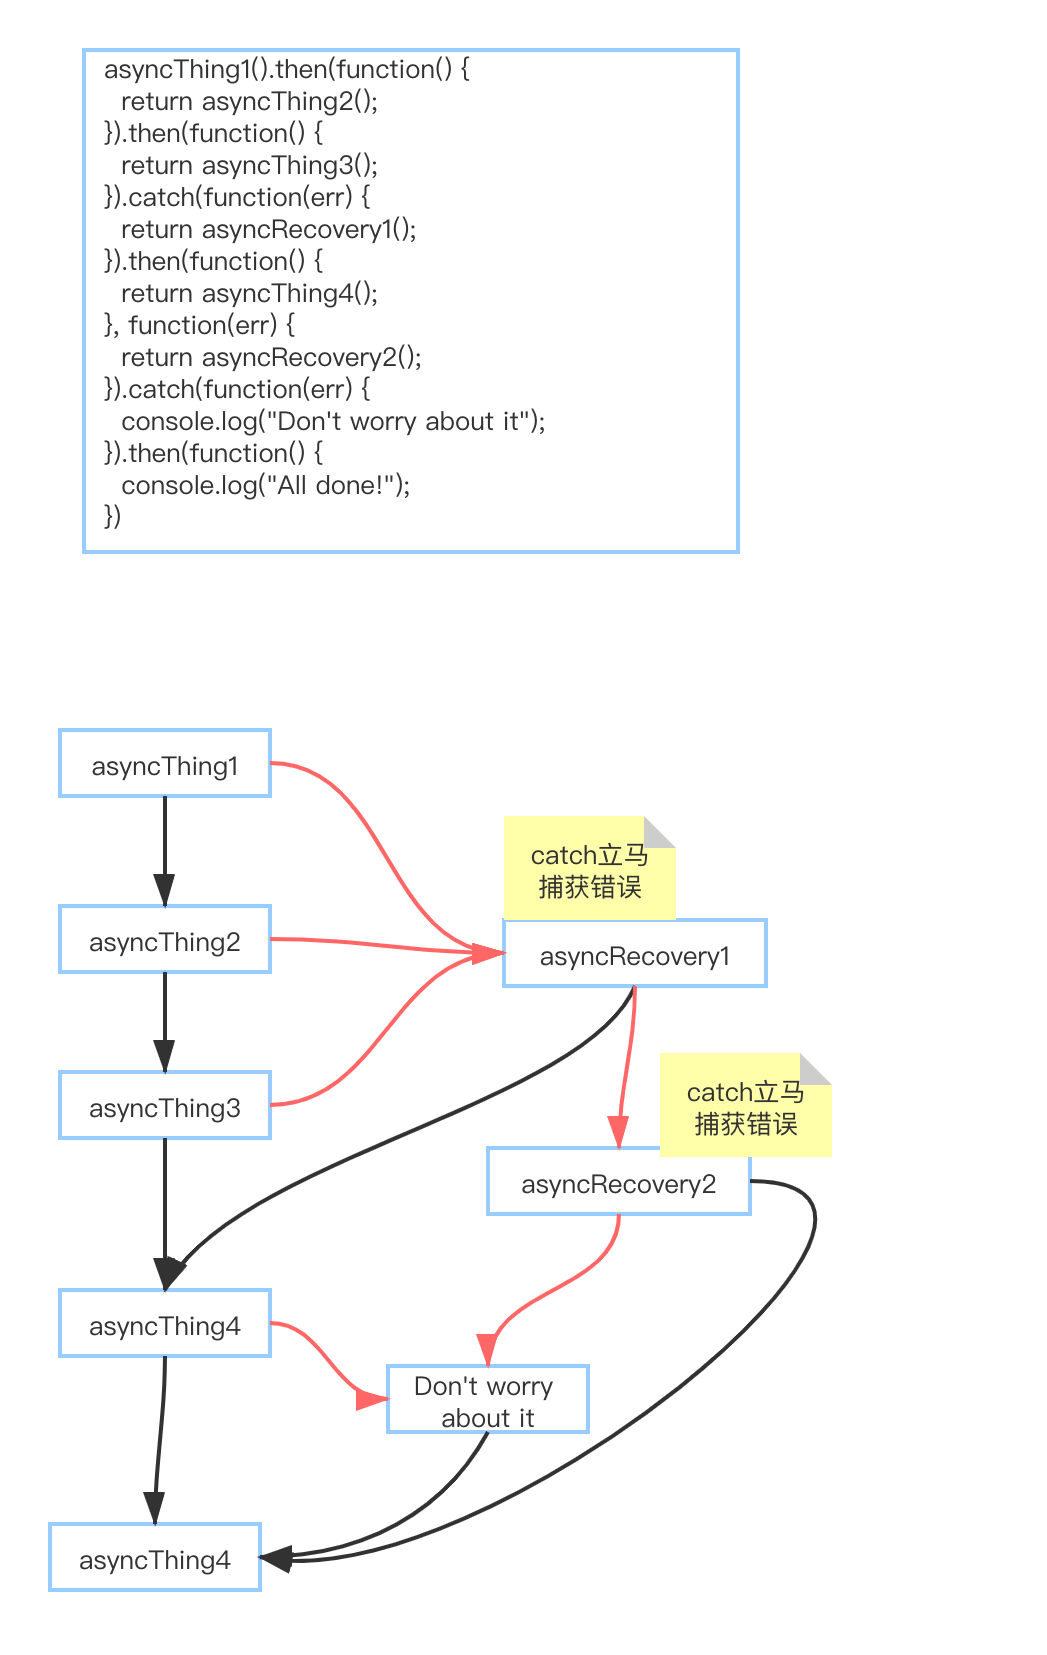 asyncThing1().then(function() {
  return asyncThing2();
}).then(function() {
  return asyncThing3();
}).catch(function(err) {
  return asyncRecovery1();
}).then(function() {
  return asyncThing4();
}, function(err) {
  return asyncRecovery2();
}).catch(function(err) {
  console.log("Don't worry about it");
}).then(function() {
  console.log("All done!");
})
asyncThing1
catch立马
捕获错误
asyncThing2
asyncRecovery1
asyncThing3
catch立马
捕获错误
asyncRecovery2
asyncThing4
Don't worry
about it
asyncThing4